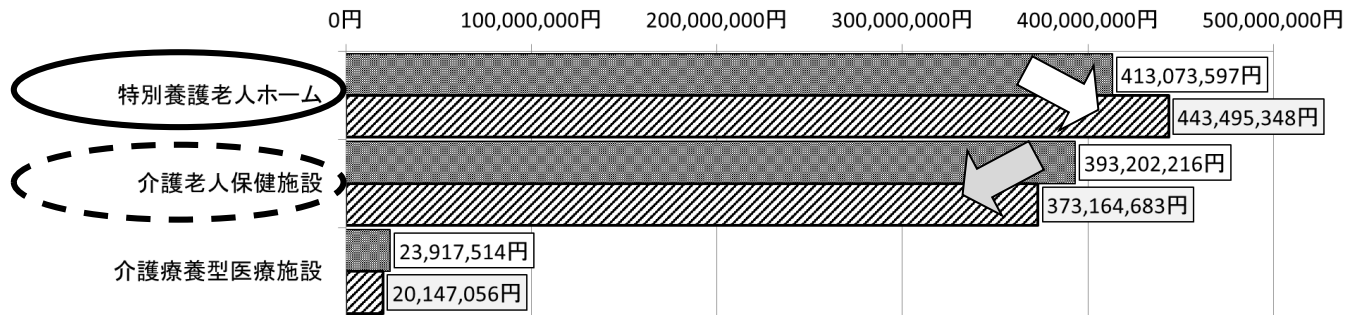 0円 100,000,000円 200,000,000円 300,000,000円 400,000,000円 500,000,000円
特別養護老人ホーム
413,073,597円
443,495,348円
介護老人保健施設
393,202,216円
373,164,683円
介護療養型医療施設
23,917,514円
20,147,056円